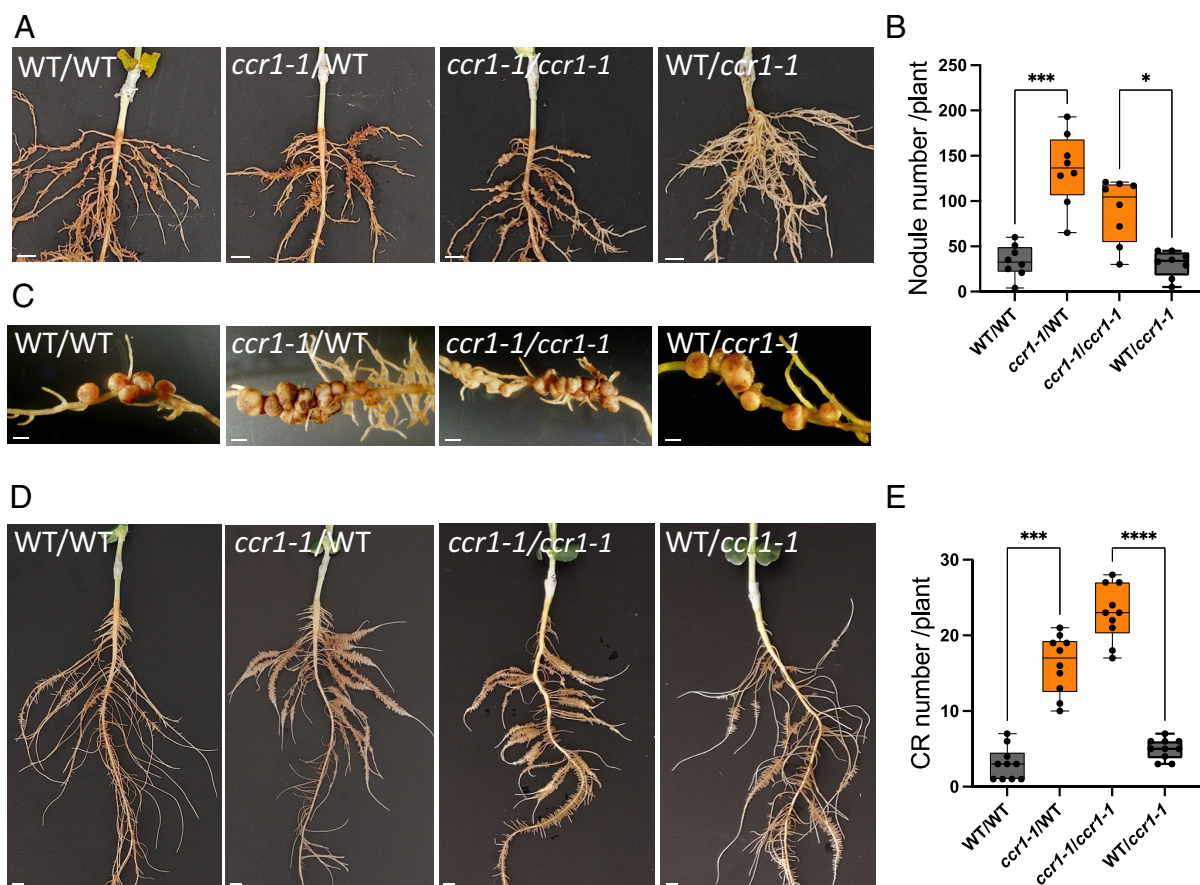 A
WT/WT
ccr1-1/WT
ccr1-1/ccr1-1
WT/ccr1-1
B
Nodule number /plant
250
200
150
100
50
0
***
*
WT/WT
ccr1-1/WT
ccr1-1/ccr1-1
WT/ccr1-1
C
WT/WT
ccr1-1/WT
ccr1-1/ccr1-1
WT/ccr1-1
D
WT/WT
ccr1-1/WT
ccr1-1/ccr1-1
WT/ccr1-1
E
CR number /plant
30
20
10
0
***
****
WT/WT
ccr1-1/WT
ccr1-1/ccr1-1
WT/ccr1-1